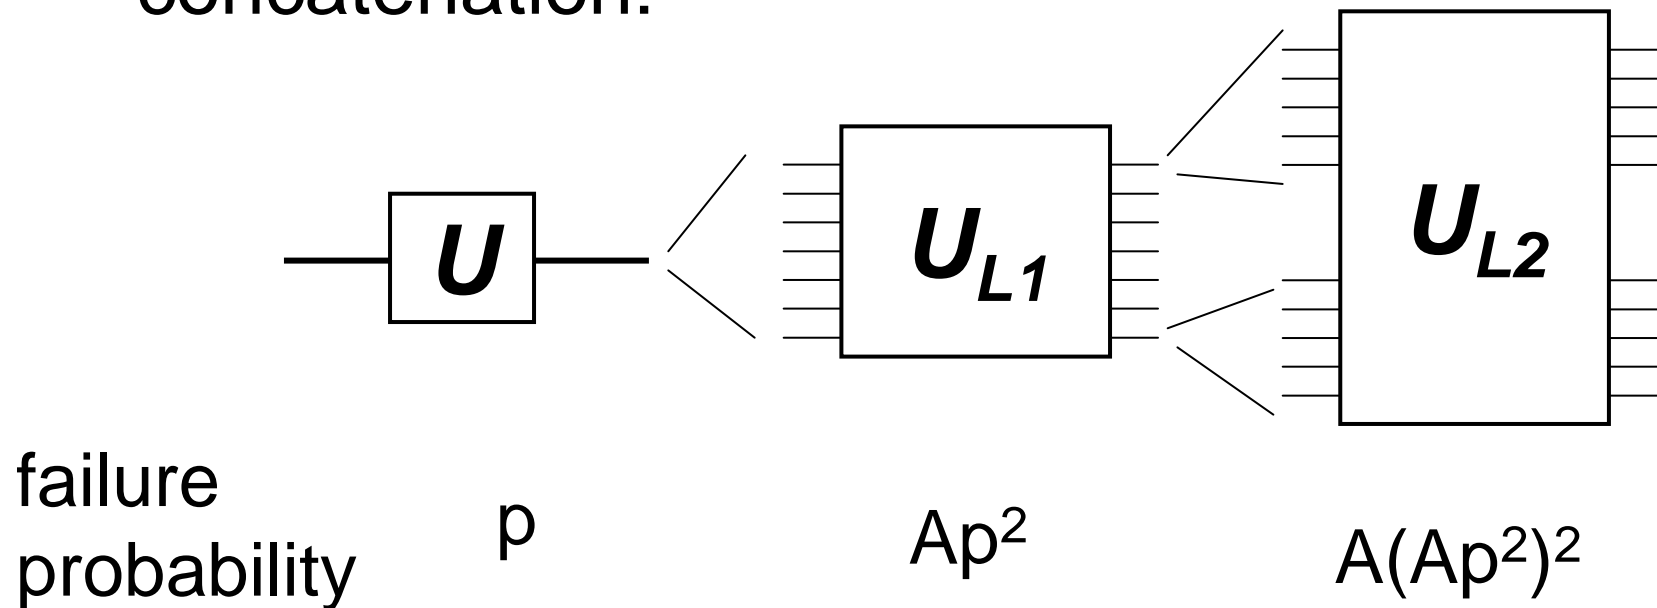 concatenation:
U
U_L1
U_L2
failure
probability
p
Ap²
A(Ap²)²